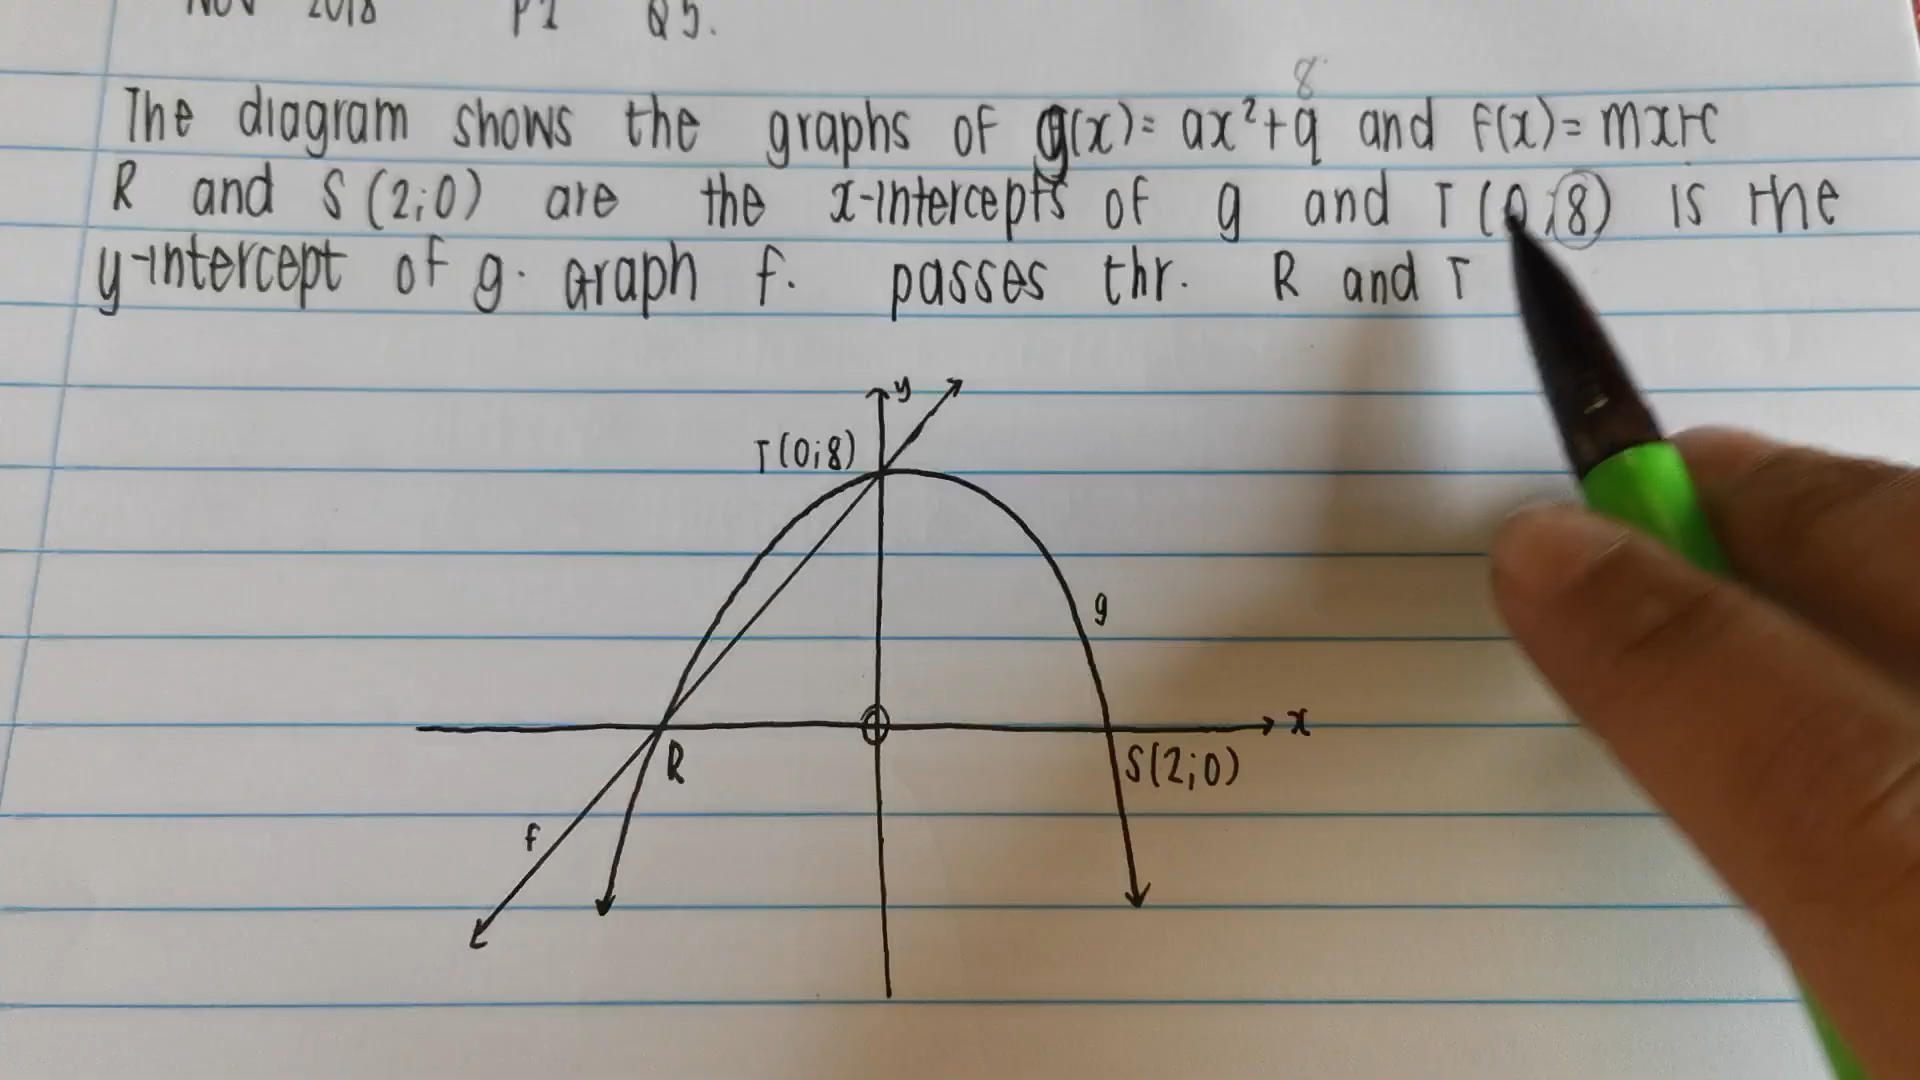 Nov 2018 P1 Q5.
8
The diagram shows the graphs of g(x)= ax²+q and f(x)= mx+c
R and S (2;0) are the x-intercepts of g and T (0;8) is the
y-intercept of g. Graph f. passes thr. R and T
y
T(0;8)
g
x
R
S(2;0)
f